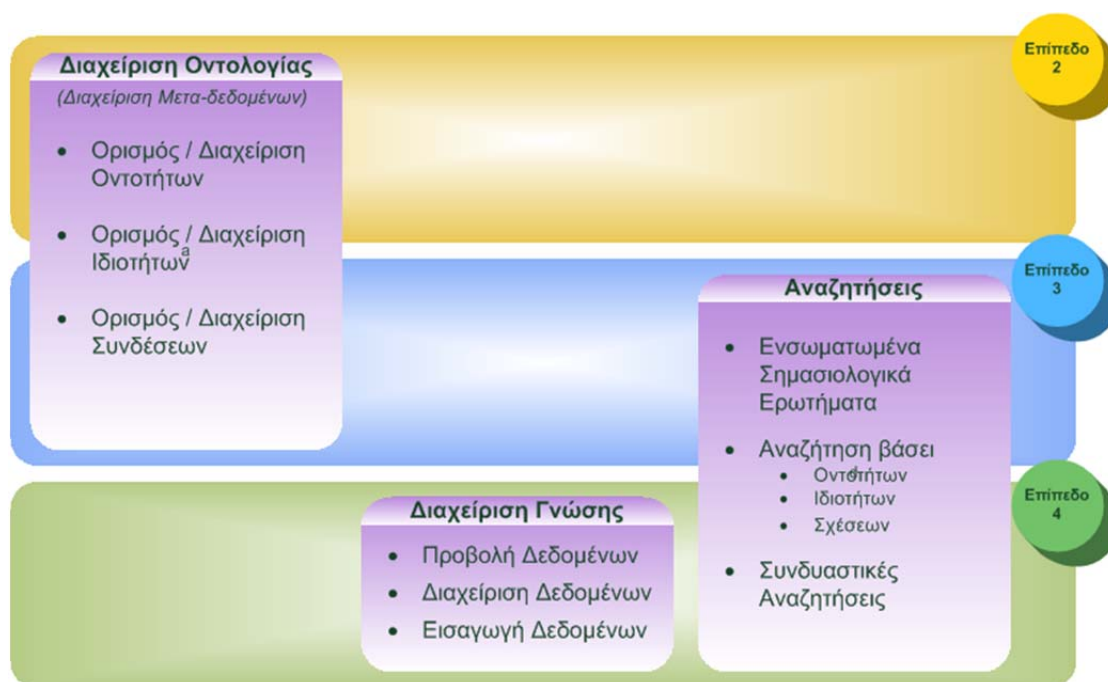 Επίπεδο
2
Διαχείριση Οντολογίας
(Διαχείριση Μετα-δεδομένων)
• Ορισμός / Διαχείριση
Οντοτήτων
• Ορισμός / Διαχείριση
Ιδιοτήτων a
• Ορισμός / Διαχείριση
Συνδέσεων
Επίπεδο
3
Αναζητήσεις
• Ενσωματωμένα
Σημασιολογικά
Ερωτήματα
• Αναζήτηση βάσει
• Οντοτήτων
• Ιδιοτήτων
• Σχέσεων
• Συνδυαστικές
Αναζητήσεις
Επίπεδο
4
Διαχείριση Γνώσης
• Προβολή Δεδομένων
• Διαχείριση Δεδομένων
• Εισαγωγή Δεδομένων